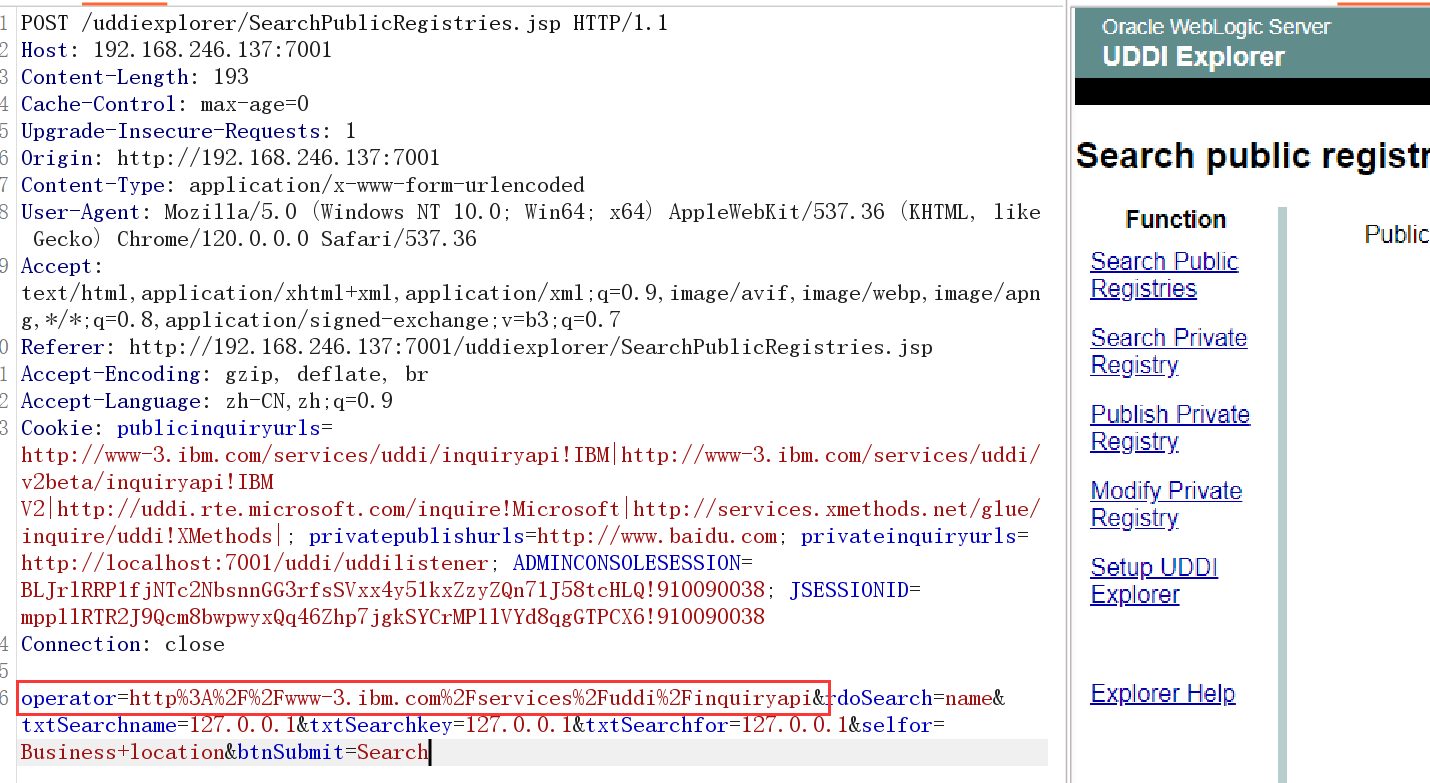 1 POST /uddiexplorer/SearchPublicRegistries.jsp HTTP/1.1
2 Host: 192.168.246.137:7001
3 Content-Length: 193
4 Cache-Control: max-age=0
5 Upgrade-Insecure-Requests: 1
6 Origin: http://192.168.246.137:7001
7 Content-Type: application/x-www-form-urlencoded
8 User-Agent: Mozilla/5.0 (Windows NT 10.0; Win64; x64) AppleWebKit/537.36 (KHTML, like
Gecko) Chrome/120.0.0.0 Safari/537.36
9 Accept:
text/html,application/xhtml+xml,application/xml;q=0.9,image/avif,image/webp,image/apn
g,*/*;q=0.8,application/signed-exchange;v=b3;q=0.7
0 Referer: http://192.168.246.137:7001/uddiexplorer/SearchPublicRegistries.jsp
1 Accept-Encoding: gzip, deflate, br
2 Accept-Language: zh-CN,zh;q=0.9
3 Cookie: publicinquiryurls=
http://www-3.ibm.com/services/uddi/inquiryapi!IBM|http://www-3.ibm.com/services/uddi/
v2beta/inquiryapi!IBM
V2|http://uddi.rte.microsoft.com/inquire!Microsoft|http://services.xmethods.net/glue/
inquire/uddi!XMethods|; privatepublishurls=http://www.baidu.com; privateinquiryurls=
http://localhost:7001/uddi/uddilistener; ADMINCONSOLESESSION=
BLJrlRRP1fjNTc2NbsnnGG3rfsSVxx4y51kxZzyZQn71J58tcHLQ!910090038; JSESSIONID=
mppllRTR2J9Qcm8bwpwyxQq46Zhp7jgkSYCrMPllVYd8qgGTPCX6!910090038
4 Connection: close
5
6 operator=http%3A%2F%2Fwww-3.ibm.com%2Fservices%2Fuddi%2Finquiryapi&rdoSearch=name&
txtSearchname=127.0.0.1&txtSearchkey=127.0.0.1&txtSearchfor=127.0.0.1&selfor=
Business+location&btnSubmit=Search
Oracle WebLogic Server
UDDI Explorer
Search public registr
Function
Search Public
Registries
Search Private
Registry
Publish Private
Registry
Modify Private
Registry
Setup UDDI
Explorer
Explorer Help
Public